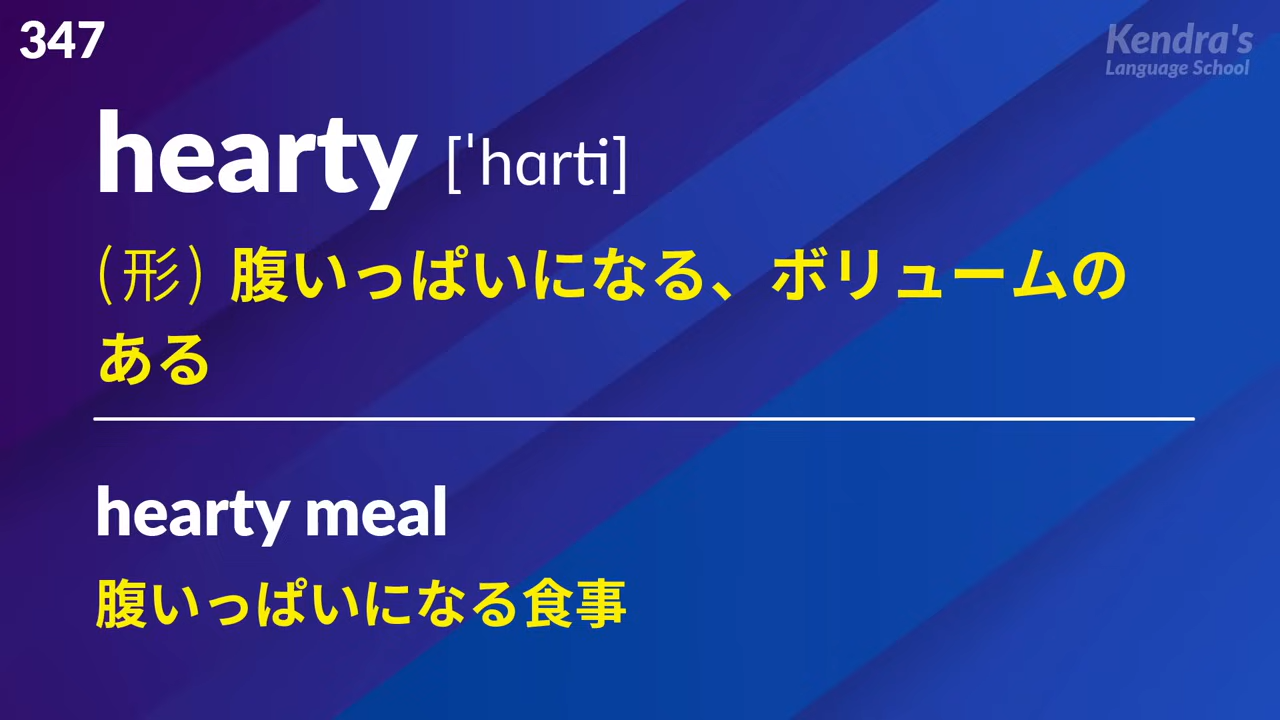 347
Kendra's
Language School
hearty [ˈhɑrti]
(形) 腹いっぱいになる、ボリュームの
ある
hearty meal
腹いっぱいになる食事